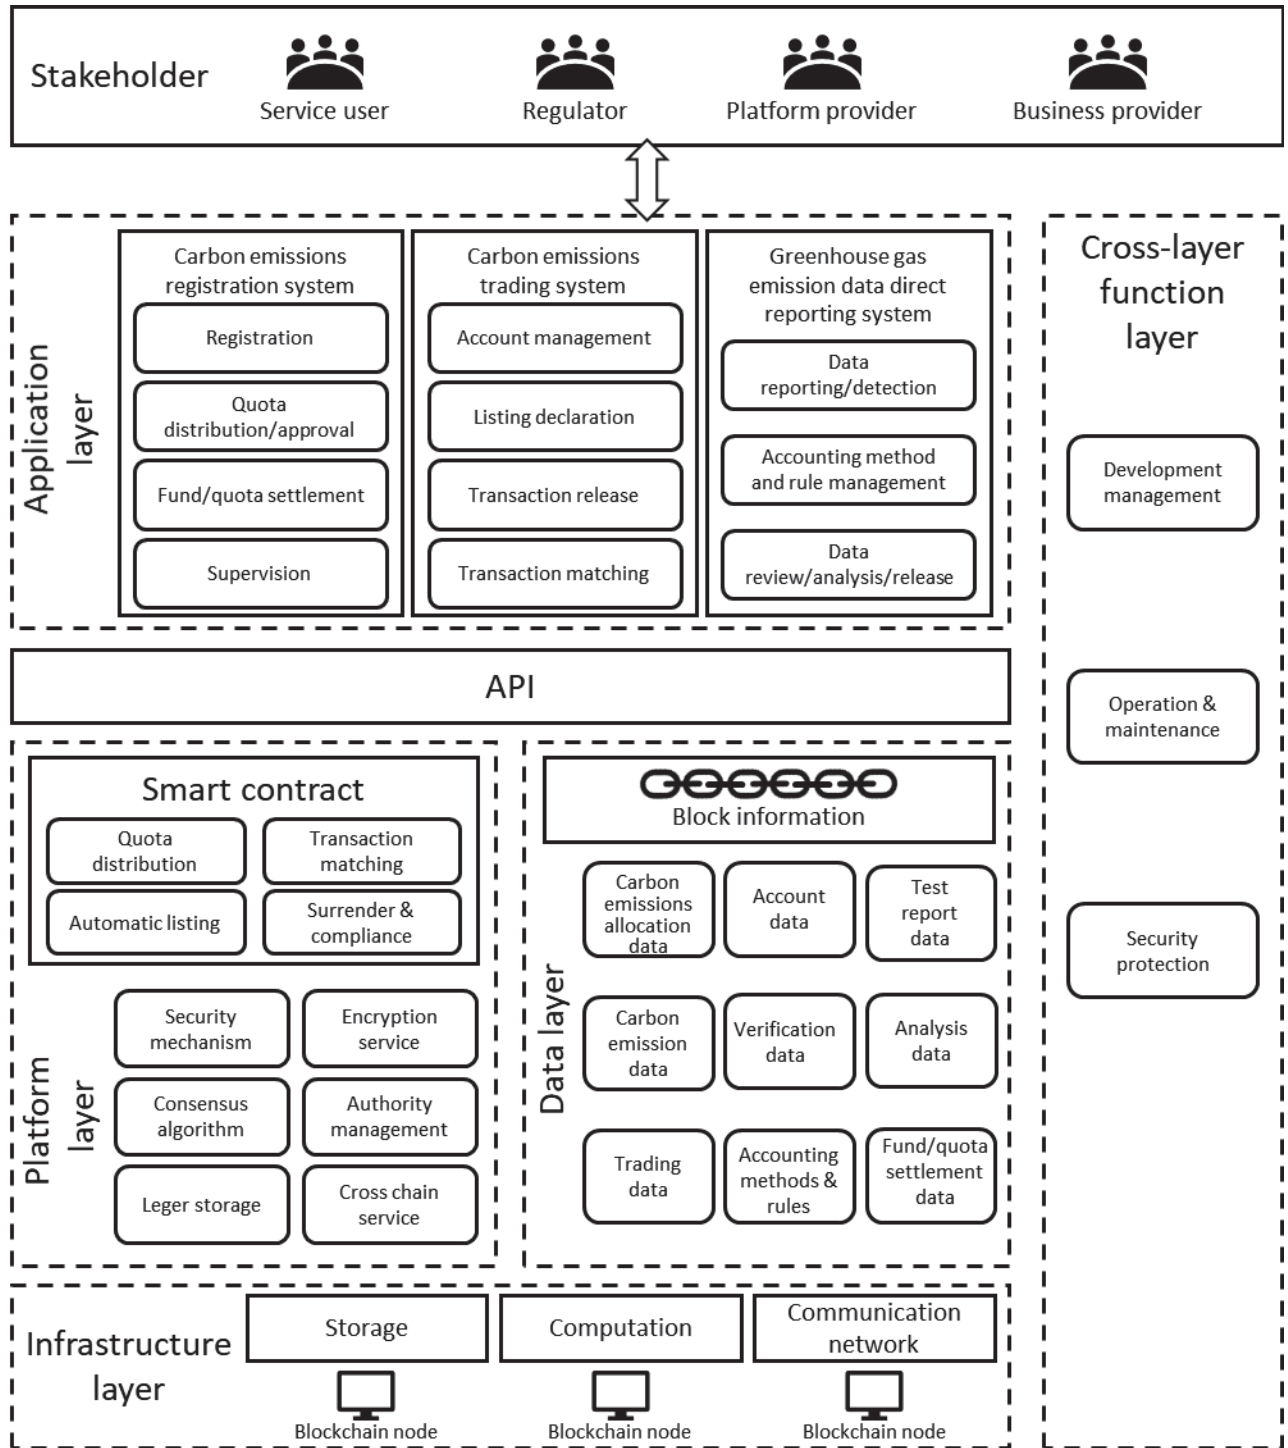 Stakeholder
Service user
Regulator
Platform provider
Business provider
Application
layer
Carbon emissions
registration system
Registration
Quota
distribution/approval
Fund/quota settlement
Supervision
Carbon emissions
trading system
Account management
Listing declaration
Transaction release
Transaction matching
Greenhouse gas
emission data direct
reporting system
Data
reporting/detection
Accounting method
and rule management
Data
review/analysis/release
Cross-layer
function
layer
Development
management
Operation &
maintenance
Security
protection
API
Smart contract
Quota
distribution
Transaction
matching
Automatic listing
Surrender &
compliance
Platform
layer
Security
mechanism
Encryption
service
Consensus
algorithm
Authority
management
Leger storage
Cross chain
service
Block information
Data layer
Carbon
emissions
allocation
data
Account
data
Test
report
data
Carbon
emission
data
Verification
data
Analysis
data
Trading
data
Accounting
methods &
rules
Fund/quota
settlement
data
Infrastructure
layer
Storage
Computation
Communication
network
Blockchain node
Blockchain node
Blockchain node